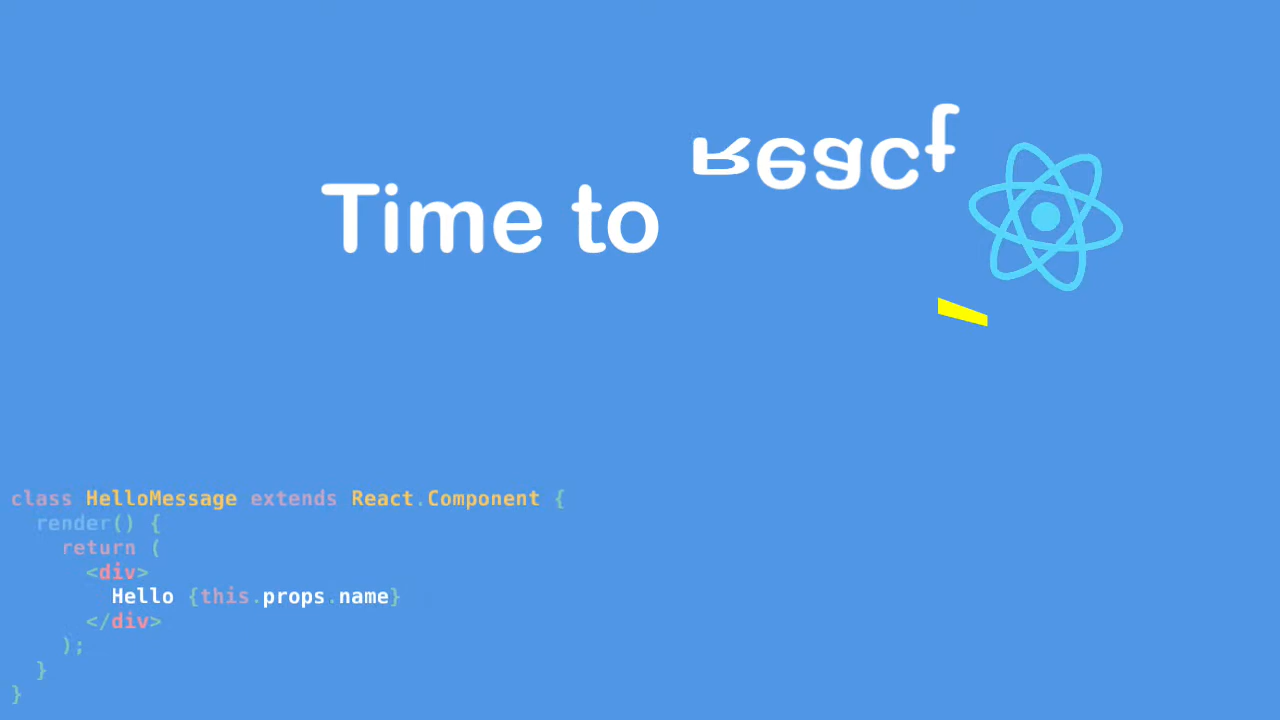 Time to React
class HelloMessage extends React.Component {
  render() {
    return (
      <div>
        Hello {this.props.name}
      </div>
    );
  }
}